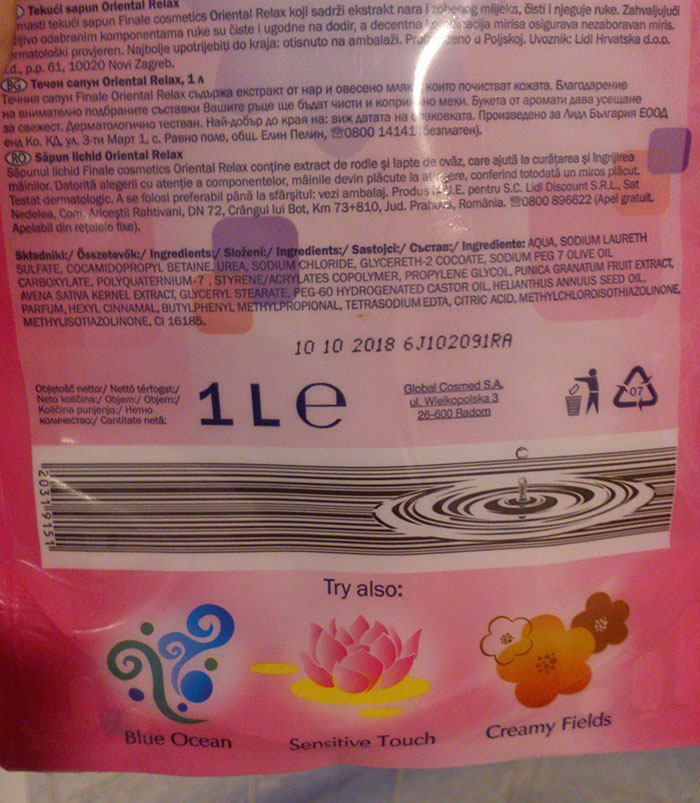 Tekući sapun Oriental Relax
masti tekući sapun Finale cosmetics Oriental Relax koji sadrži ekstrakt nara i zobenog mlijeka, čisti i njeguje ruke. Zahvaljujući
ljivo odabranim komponentama ruke su čiste i ugodne na dodir, a decentna mirisa osigurava nezaboravan miris.
ermatološki provjeren. Najbolje upotrijebiti do kraja: otisnuto na ambalaži. u Poljskoj. Uvoznik: Lidl Hrvatska d.o.o.
p.p. 61, 10020 Novi Zagreb.
BG Течен сапун Oriental Relax, 1 л
Течния сапун Finale Oriental Relax съдържа екстракт от нар и овесено които почистват кожата. Благодарение
на внимателно подбраните съставки Вашите ръце ще бъдат чисти и меки. Букета от аромати дава усещане
за свежест. Дерматологично тестван. Най-добър до края на: виж датата на опаковката. Произведено за Лидл България ЕООД
енд Ко. КД, ул. 3-ти Март 1, с. Равно поле, общ. Елин Пелин, ☎0800 14141 (безплатен).
RO Săpun lichid Oriental Relax
Săpunul lichid Finale cosmetics Oriental Relax conține extract de rodie și lapte de ovăz, care ajută la curățarea și îngrijirea
mâinilor. Datorită alegerii cu atenție a componentelor, mâinile devin plăcute la atingere, conferind totodată un miros plăcut.
Testat dermatologic. A se folosi preferabil până la sfârșitul: vezi ambalaj. Produs U.E. pentru S.C. Lidl Discount S.R.L., Sat
Nedelea, Com. Aricеștii Rahtivani, DN 72, Crângul lui Bot, Km 73+810, Jud. Prahova, România. ☎0800 896622 (Apel gratuit.
Apelabil din rețelele fixe).
Składniki:/ Összetevők:/ Ingredients:/ Složení:/ Ingredients:/ Sastojci:/ Състав:/ Ingrediente: AQUA, SODIUM LAURETH
SULFATE, COCAMIDOPROPYL BETAINE, UREA, SODIUM CHLORIDE, GLYCERETH-2 COCOATE, SODIUM PEG 7 OLIVE OIL
CARBOXYLATE, POLYQUATERNIUM-7 , STYRENE/ACRYLATES COPOLYMER, PROPYLENE GLYCOL, PUNICA GRANATUM FRUIT EXTRACT,
AVENA SATIVA KERNEL EXTRACT, GLYCERYL STEARATE, PEG-60 HYDROGENATED CASTOR OIL, HELIANTHUS ANNUUS SEED OIL,
PARFUM, HEXYL CINNAMAL, BUTYLPHENYL METHYLPROPIONAL, TETRASODIUM EDTA, CITRIC ACID, METHYLCHLOROISOTHIAZOLINONE,
METHYLISOTIAZOLINONE, CI 16185.
10 10 2018 6J102091RA
Objętość netto:/ Nettó térfogat:/
Neto količina:/ Objem:/ Objem:/
Količina punjenja:/ Нетно
количество:/ Cantitate netă:
1 L e
Global Cosmed S.A.
ul. Wielkopolska 3
26-600 Radom
07
20319151
Try also:
Blue Ocean
Sensitive Touch
Creamy Fields